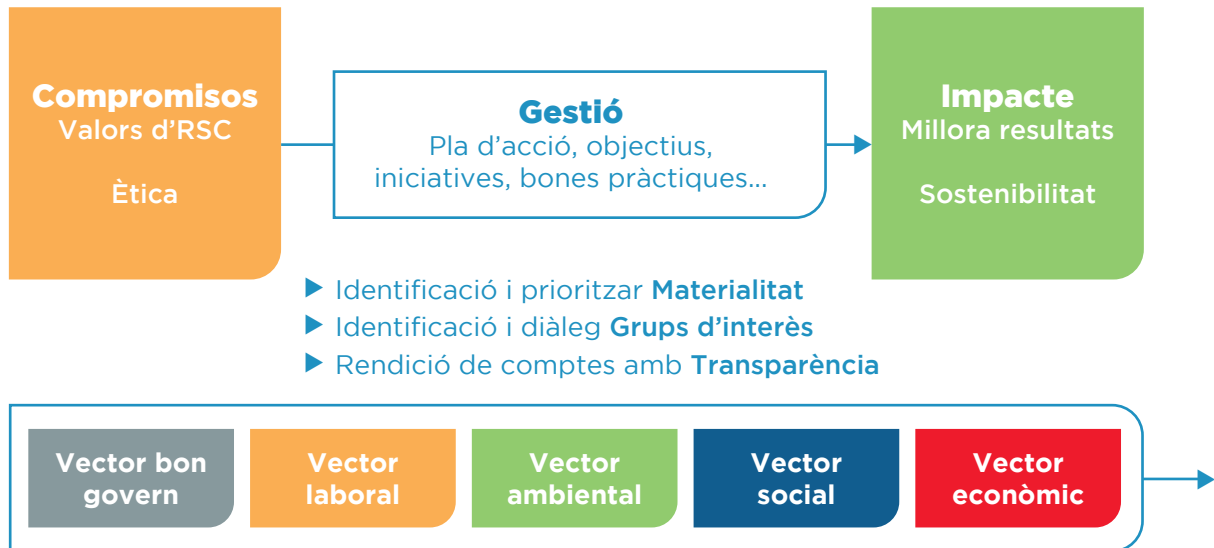 Compromisos
Valors d’RSC
Ètica
Gestió
Pla d’acció, objectius,
iniciatives, bones pràctiques...
Impacte
Millora resultats
Sostenibilitat
Identificació i prioritzar Materialitat
Identificació i diàleg Grups d’interès
Rendició de comptes amb Transparència
Vector bon
govern
Vector
laboral
Vector
ambiental
Vector
social
Vector
econòmic